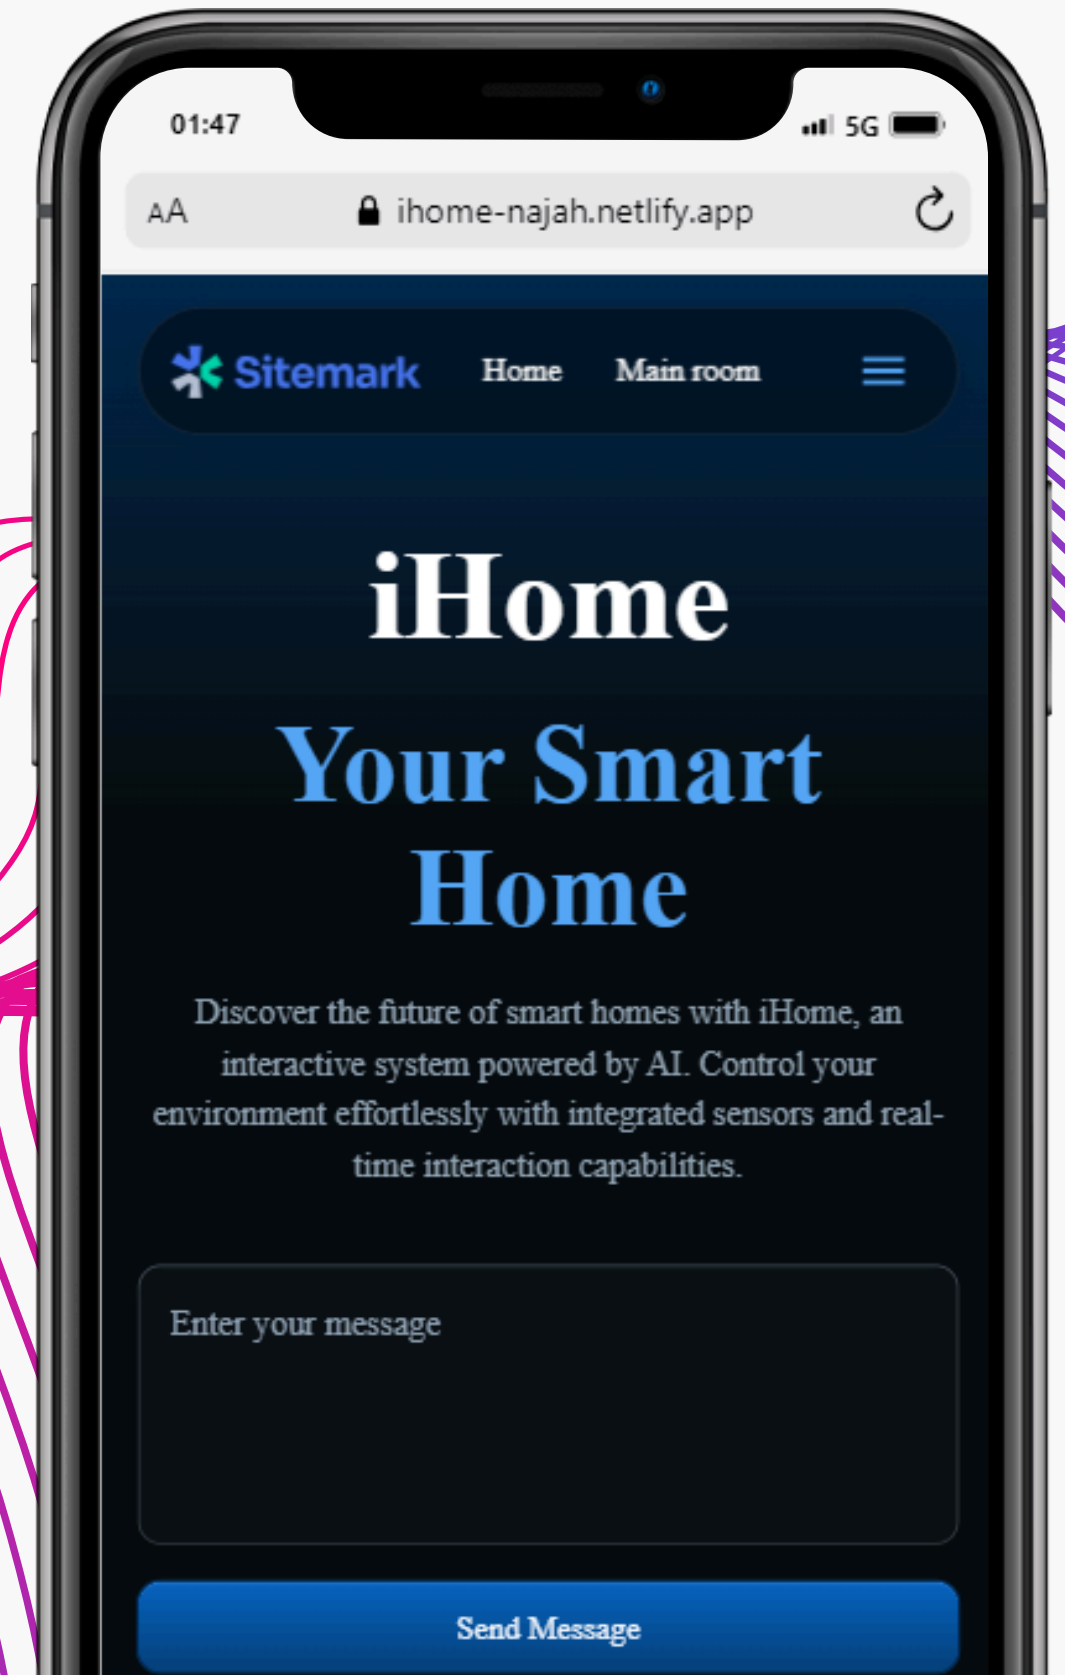 01:47 5G
AA ihome-najah.netlify.app
Sitemark Home Main room
iHome
Your Smart
Home
Discover the future of smart homes with iHome, an
interactive system powered by AI. Control your
environment effortlessly with integrated sensors and real-
time interaction capabilities.
Enter your message
Send Message